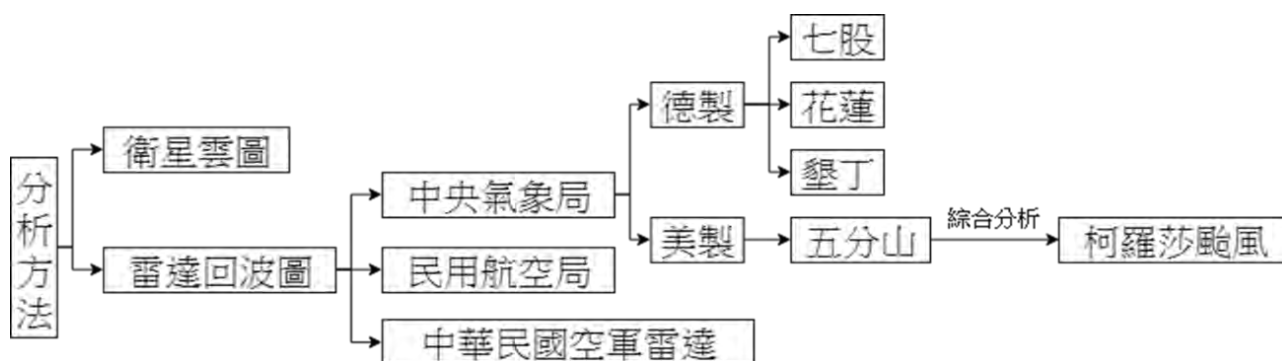 分析方法
衛星雲圖
雷達回波圖
中央氣象局
民用航空局
中華民國空軍雷達
德製
美製
七股
花蓮
墾丁
五分山
綜合分析
柯羅莎颱風